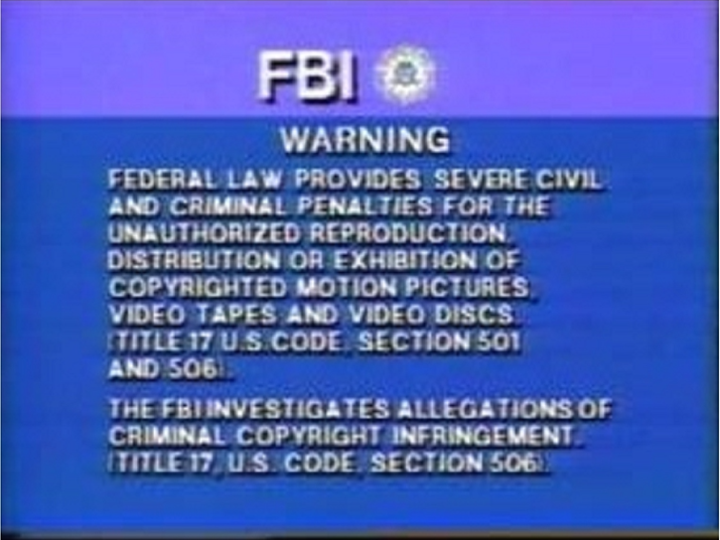 FBI
WARNING
FEDERAL LAW PROVIDES SEVERE CIVIL
AND CRIMINAL PENALTIES FOR THE
UNAUTHORIZED REPRODUCTION,
DISTRIBUTION OR EXHIBITION OF
COPYRIGHTED MOTION PICTURES,
VIDEO TAPES AND VIDEO DISCS.
(TITLE 17 U.S.CODE, SECTION 501
AND 506).
THE FBI INVESTIGATES ALLEGATIONS OF
CRIMINAL COPYRIGHT INFRINGEMENT.
(TITLE 17, U.S. CODE, SECTION 506).